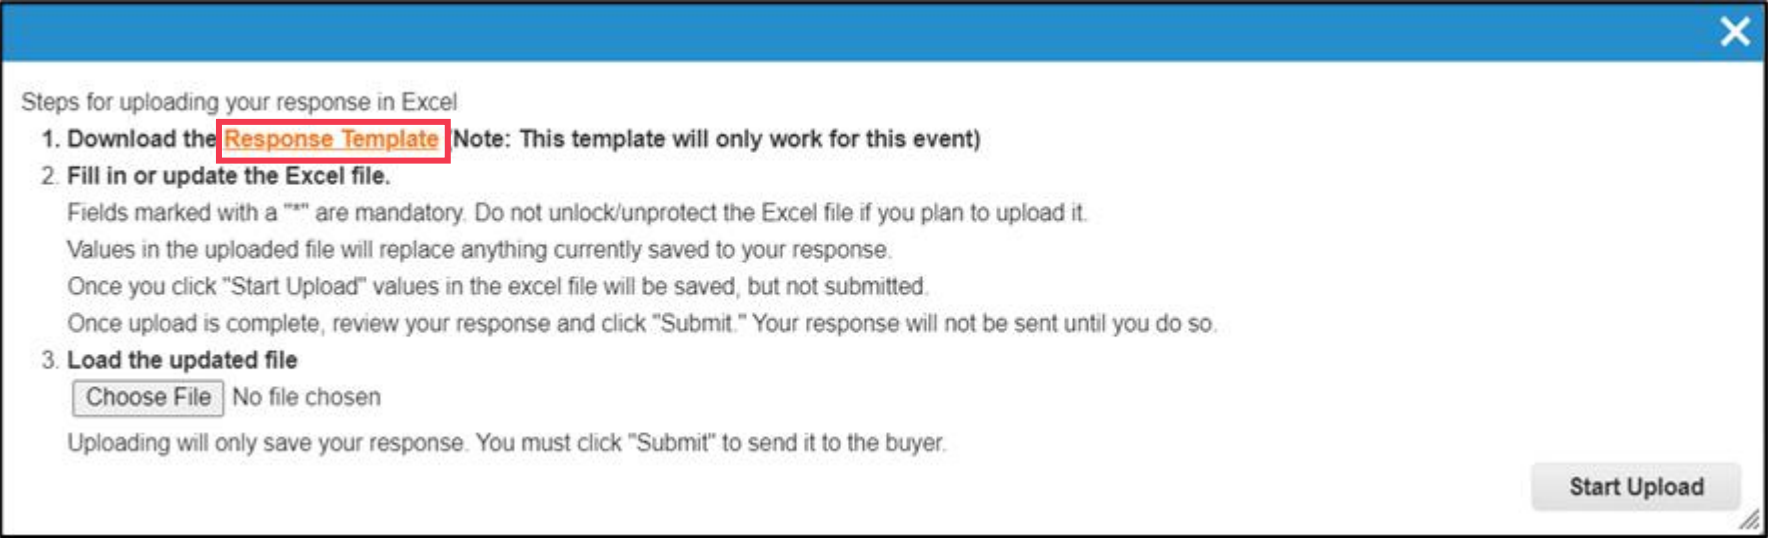 Steps for uploading your response in Excel
1. Download the Response Template (Note: This template will only work for this event)
2. Fill in or update the Excel file.
Fields marked with a "*" are mandatory. Do not unlock/unprotect the Excel file if you plan to upload it.
Values in the uploaded file will replace anything currently saved to your response.
Once you click "Start Upload" values in the excel file will be saved, but not submitted.
Once upload is complete, review your response and click "Submit." Your response will not be sent until you do so.
3. Load the updated file
Choose File No file chosen
Uploading will only save your response. You must click "Submit" to send it to the buyer.
Start Upload